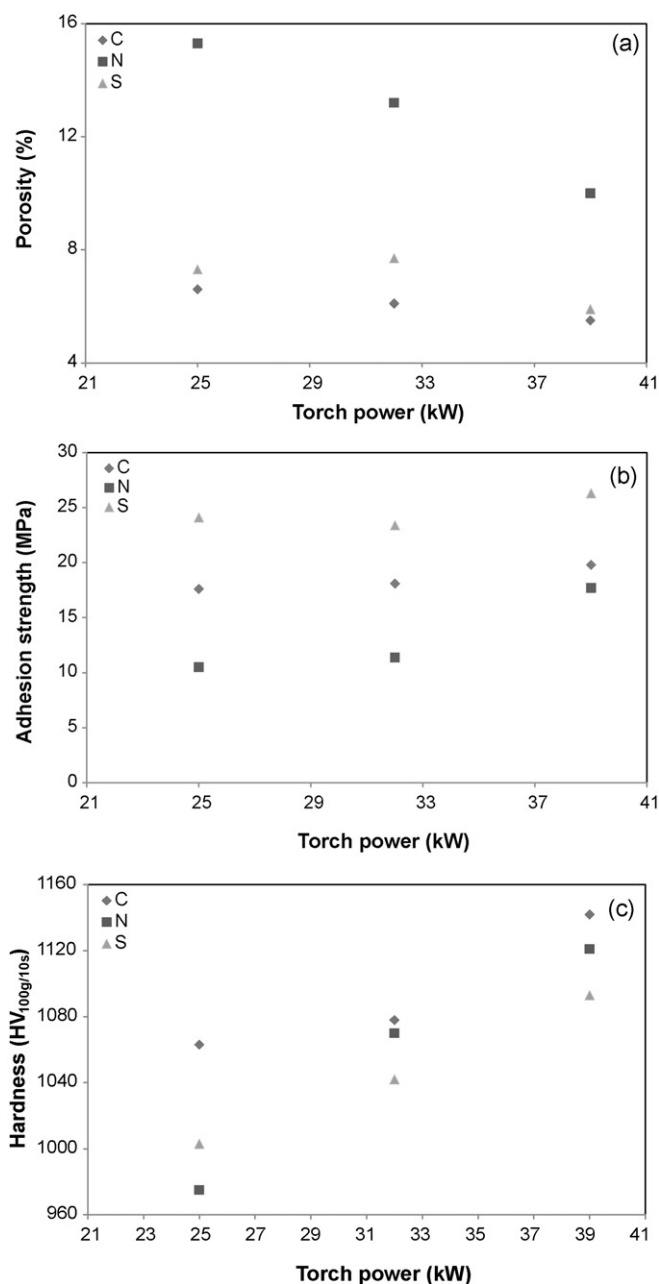 16
(a)
C
N
S
12
8
4
Porosity (%)
21 25 29 33 37 41
Torch power (kW)
30
(b)
C
N
S
25
20
15
10
5
0
Adhesion strength (MPa)
21 25 29 33 37 41
Torch power (kW)
1160
(c)
C
N
S
1120
1080
1040
1000
960
Hardness (HV100g/10s)
21 23 25 27 29 31 33 35 37 39 41
Torch power (kW)